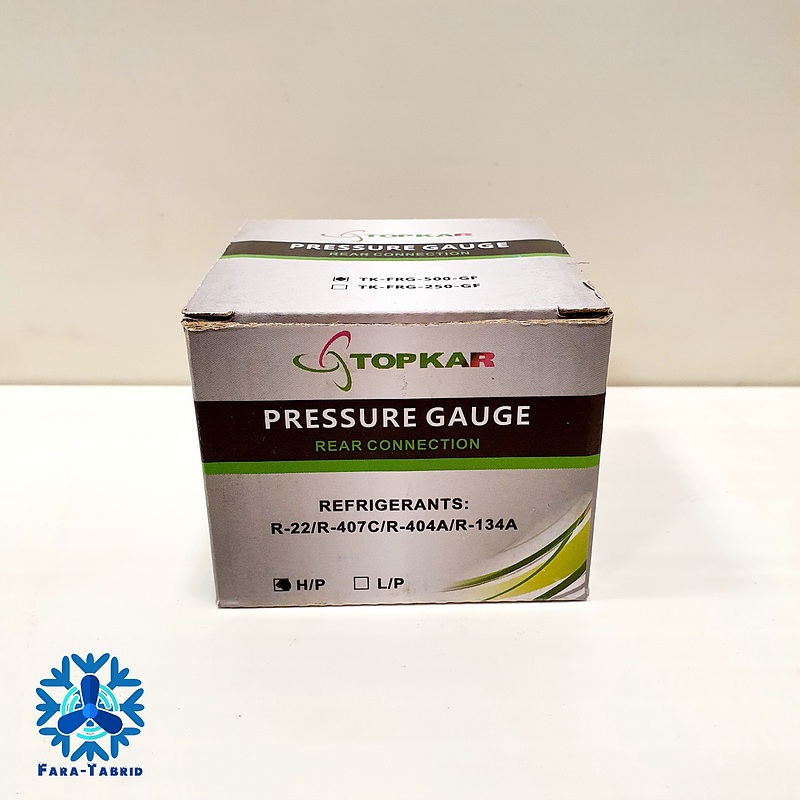 TOPKAR
PRESSURE GAUGE
REAR CONNECTION
TK-FRG-500-GF
TK-FRG-250-GF
TOPKAR
PRESSURE GAUGE
REAR CONNECTION
REFRIGERANTS:
R-22/R-407C/R-404A/R-134A
H/P L/P
FARA-TABRID